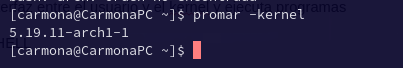 [carmona@CarmonaPC ~]$ promar -kernel
5.19.11-arch1-1
[carmona@CarmonaPC ~]$